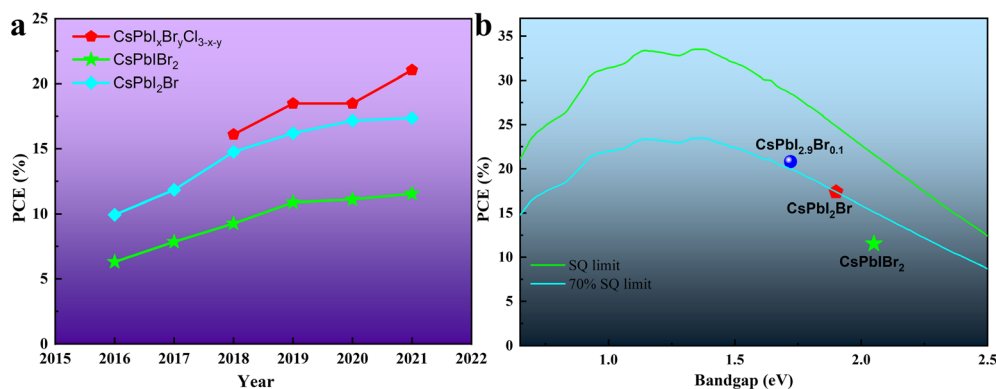 a
25
20
15
10
5
0
PCE (%)
CsPbIxBryCl3-x-y
CsPbIBr2
CsPbI2Br
2015 2016 2017 2018 2019 2020 2021 2022
Year
b
35
30
25
20
15
10
5
0
PCE (%)
CsPbI2.9Br0.1
CsPbI2Br
CsPbIBr2
SQ limit
70% SQ limit
1.0 1.5 2.0 2.5
Bandgap (eV)